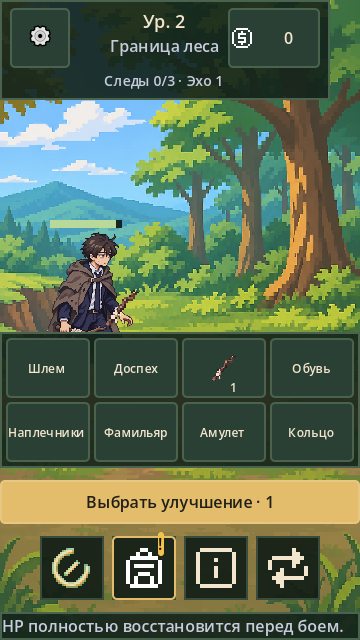 Ур. 2
Граница леса
0
Следы 0/3 · Эхо 1
Шлем
Доспех
1
Обувь
Наплечники
Фамильяр
Амулет
Кольцо
Выбрать улучшение · 1
HP полностью восстановится перед боем.